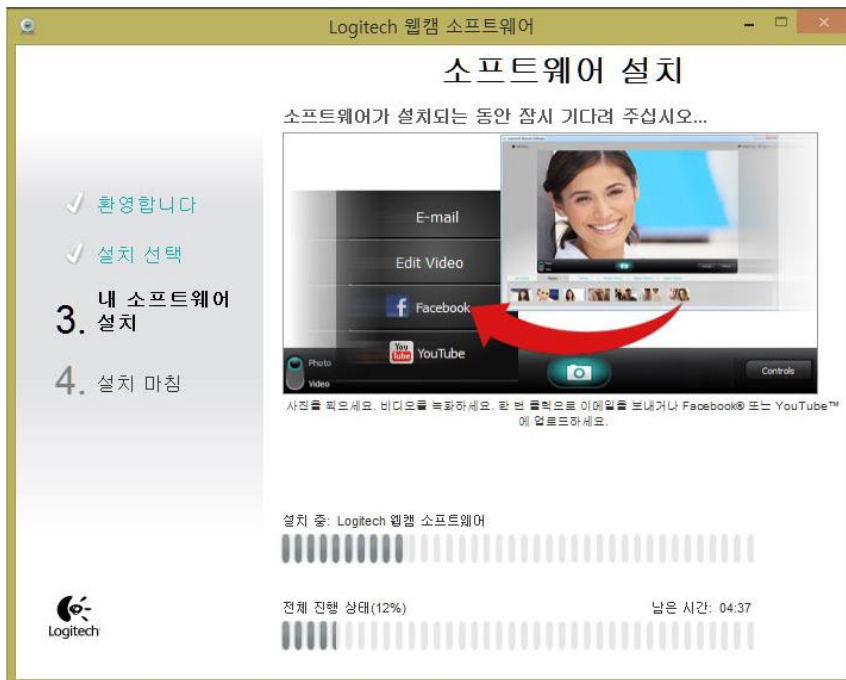 Logitech 웹캠 소프트웨어
소프트웨어 설치
소프트웨어가 설치되는 동안 잠시 기다려 주십시오...
환영합니다
설치 선택
3. 내 소프트웨어
설치
4. 설치 마침
E-mail
Edit Video
Facebook
You Tube YouTube
Photo
Video
Controls
사진을 찍으세요. 비디오를 녹화하세요. 한 번 클릭으로 이메일을 보내거나 Facebook® 또는 YouTube™
에 업로드하세요.
설치 중: Logitech 웹캠 소프트웨어
전체 진행 상태(12%)
남은 시간: 04:37
Logitech